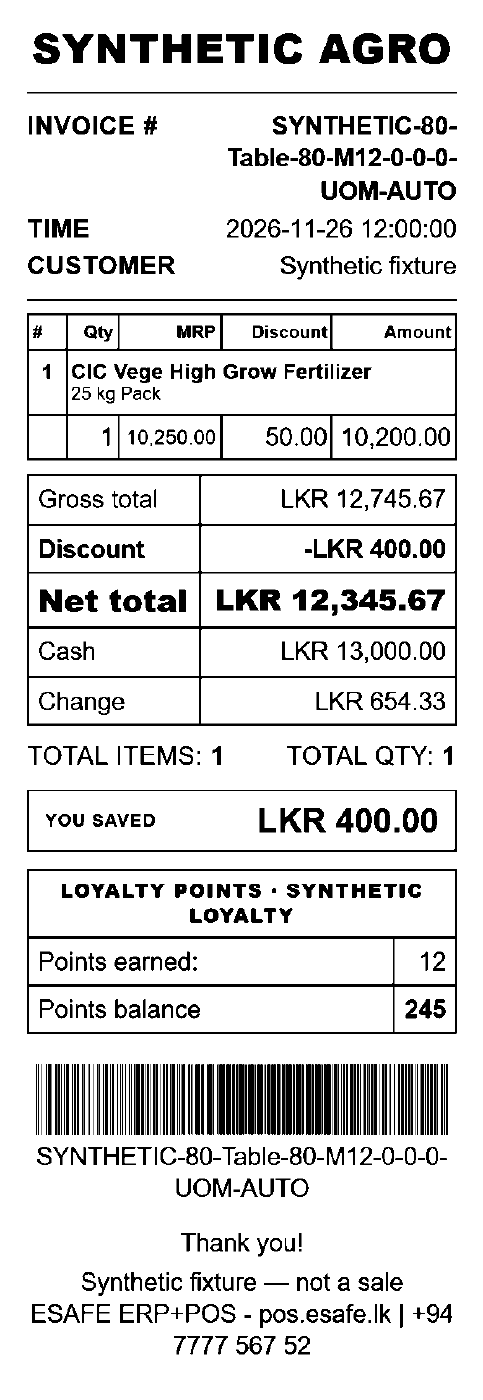 SYNTHETIC AGRO
INVOICE # SYNTHETIC-80-
Table-80-M12-0-0-0-
UOM-AUTO
TIME 2026-11-26 12:00:00
CUSTOMER Synthetic fixture
# Qty MRP Discount Amount
1 CIC Vege High Grow Fertilizer
25 kg Pack
1 10,250.00 50.00 10,200.00
Gross total LKR 12,745.67
Discount -LKR 400.00
Net total LKR 12,345.67
Cash LKR 13,000.00
Change LKR 654.33
TOTAL ITEMS: 1 TOTAL QTY: 1
YOU SAVED LKR 400.00
LOYALTY POINTS · SYNTHETIC
LOYALTY
Points earned: 12
Points balance 245
SYNTHETIC-80-Table-80-M12-0-0-0-
UOM-AUTO
Thank you!
Synthetic fixture — not a sale
ESAFE ERP+POS - pos.esafe.lk | +94
7777 567 52